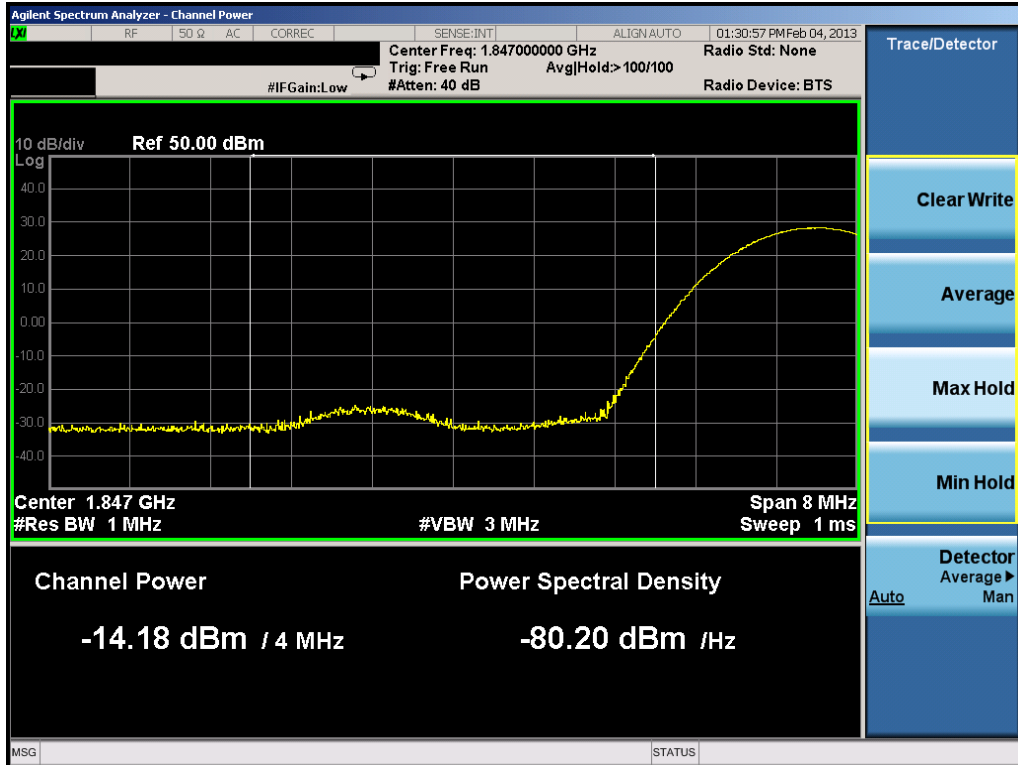 Agilent Spectrum Analyzer - Channel Power
LXI RF 50 Ω AC CORREC SENSE:INT ALIGN AUTO 01:30:57 PM Feb 04, 2013
Center Freq: 1.847000000 GHz Radio Std: None
Trig: Free Run Avg|Hold:> 100/100
#IFGain:Low #Atten: 40 dB Radio Device: BTS
10 dB/div Ref 50.00 dBm
Log
40.0
30.0
20.0
10.0
0.00
-10.0
-20.0
-30.0
-40.0
Center 1.847 GHz Span 8 MHz
#Res BW 1 MHz #VBW 3 MHz Sweep 1 ms
Channel Power Power Spectral Density
-14.18 dBm / 4 MHz -80.20 dBm /Hz
Trace/Detector
Clear Write
Average
Max Hold
Min Hold
Detector
Average ▶
Auto Man
MSG STATUS